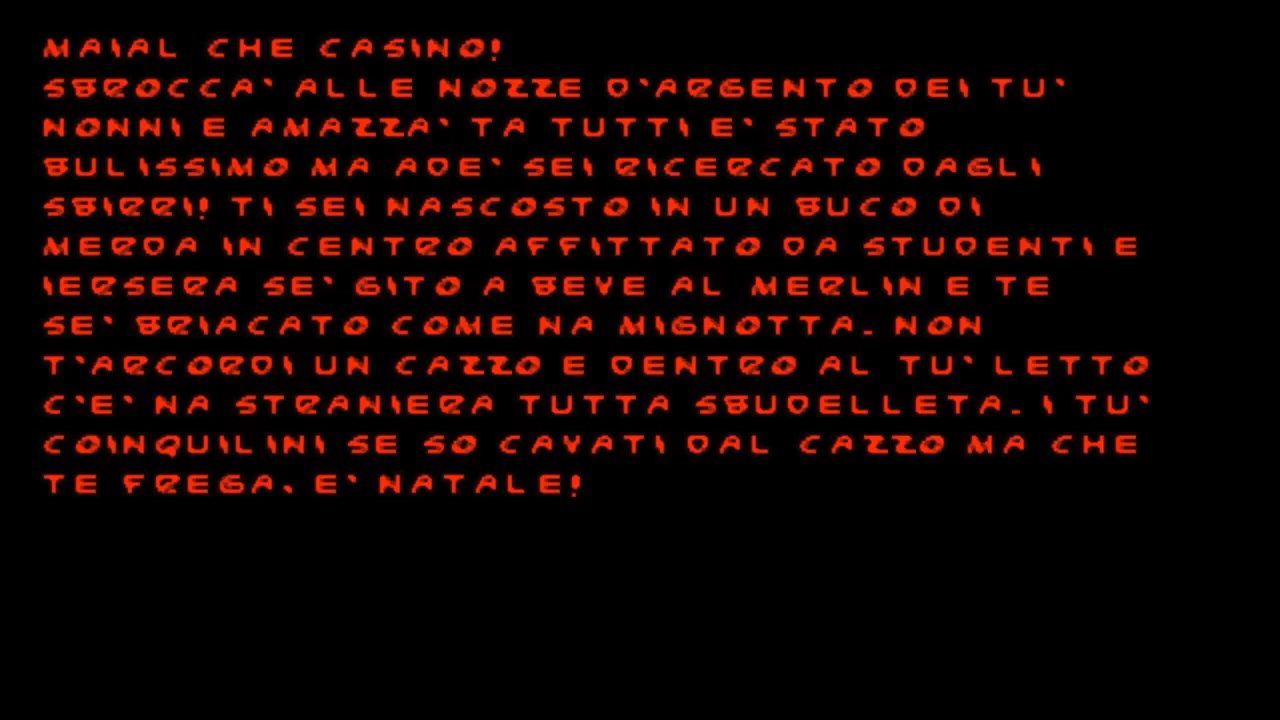 MAIAL CHE CASINO!
SBROCCA` ALLE NOZZE D`ARGENTO DEI TU`
NONNI E AMAZZA` TA TUTTI E` STATO
BULISSIMO MA ADE` SEI RICERCATO DAGLI
SBIRRI! TI SEI NASCOSTO IN UN BUCO DI
MERDA IN CENTRO AFFITTATO DA STUDENTI E
IERSERA SE` GITO A BEVE AL MERLIN E TE
SE` BRIACATO COME NA MIGNOTTA. NON
T`ARCORDI UN CAZZO E DENTRO AL TU` LETTO
C`E` NA STRANIERA TUTTA SBUDELLETA. I TU`
COINQUILINI SE SO CAVATI DAL CAZZO MA CHE
TE FREGA, E` NATALE!